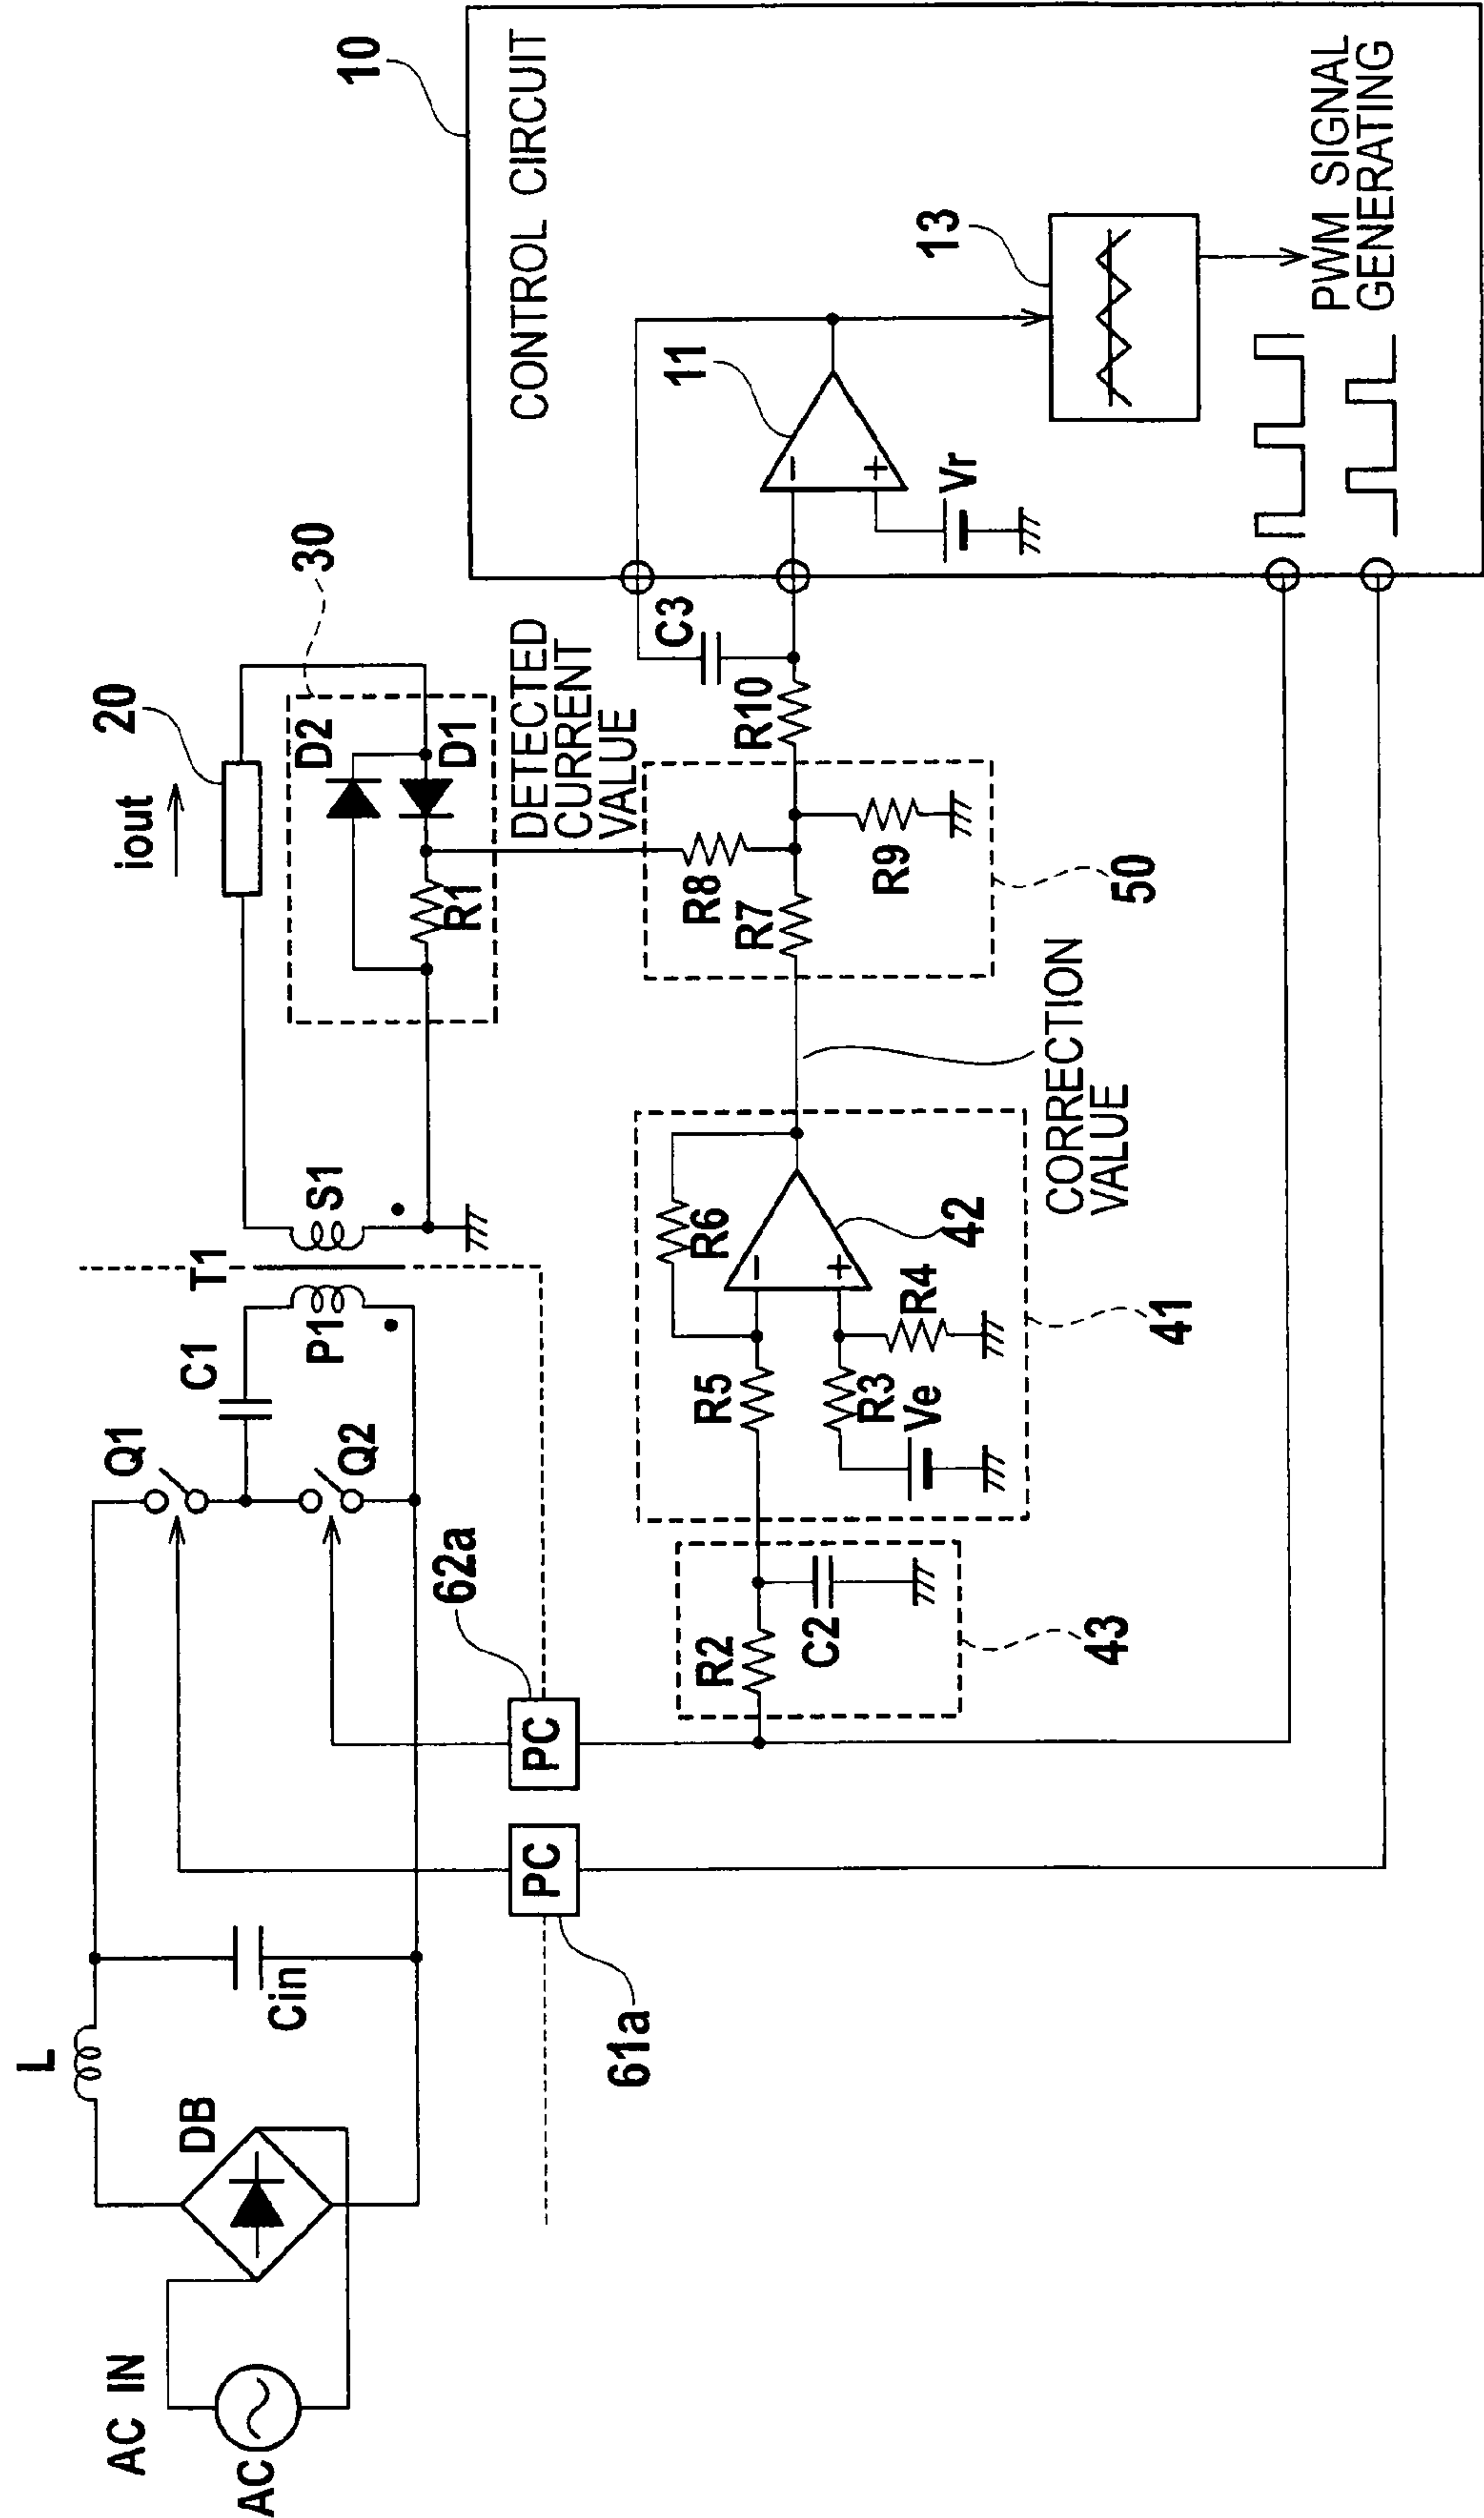 AC IN
AC
DB
L
Cin
Q1
Q2
C1
P1
T1
S1
iout
20
30
D2
D1
R1
DETECTED
CURRENT
VALUE
10
CONTROL CIRCUIT
61a
PC
62a
PC
R2
C2
43
R5
R6
R3
Ve
R4
42
41
CORRECTION
VALUE
R8
R7
R9
50
R10
C3
11
Vr
13
PWM SIGNAL
GENERATING